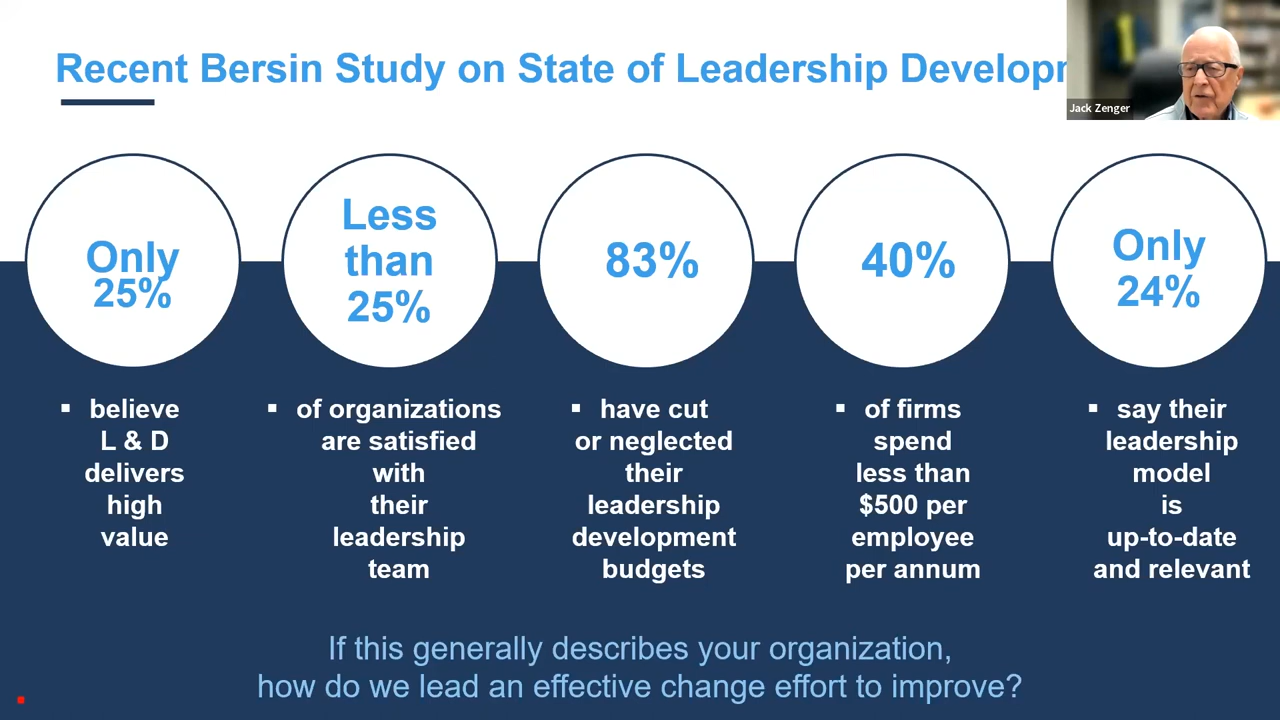 Recent Bersin Study on State of Leadership Develop
Jack Zenger
Only
25%
Less
than
25%
83%
40%
Only
24%
▪ believe
L & D
delivers
high
value
▪ of organizations
are satisfied
with
their
leadership
team
▪ have cut
or neglected
their
leadership
development
budgets
▪ of firms
spend
less than
$500 per
employee
per annum
▪ say their
leadership
model
is
up-to-date
and relevant
If this generally describes your organization,
how do we lead an effective change effort to improve?